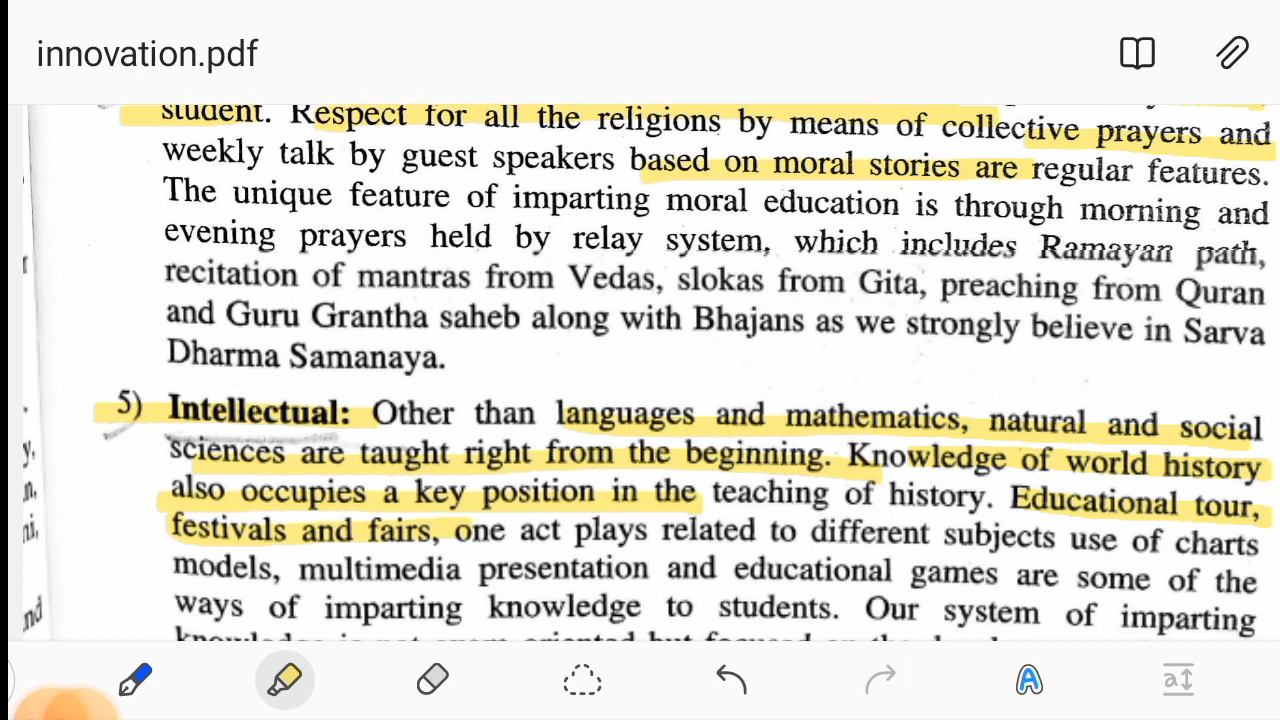 innovation.pdf
student. Respect for all the religions by means of collective prayers and
weekly talk by guest speakers based on moral stories are regular features.
The unique feature of imparting moral education is through morning and
evening prayers held by relay system, which includes Ramayan path,
recitation of mantras from Vedas, slokas from Gita, preaching from Quran
and Guru Grantha saheb along with Bhajans as we strongly believe in Sarva
Dharma Samanaya.
5) Intellectual: Other than languages and mathematics, natural and social
sciences are taught right from the beginning. Knowledge of world history
also occupies a key position in the teaching of history. Educational tour,
festivals and fairs, one act plays related to different subjects use of charts
models, multimedia presentation and educational games are some of the
ways of imparting knowledge to students. Our system of imparting